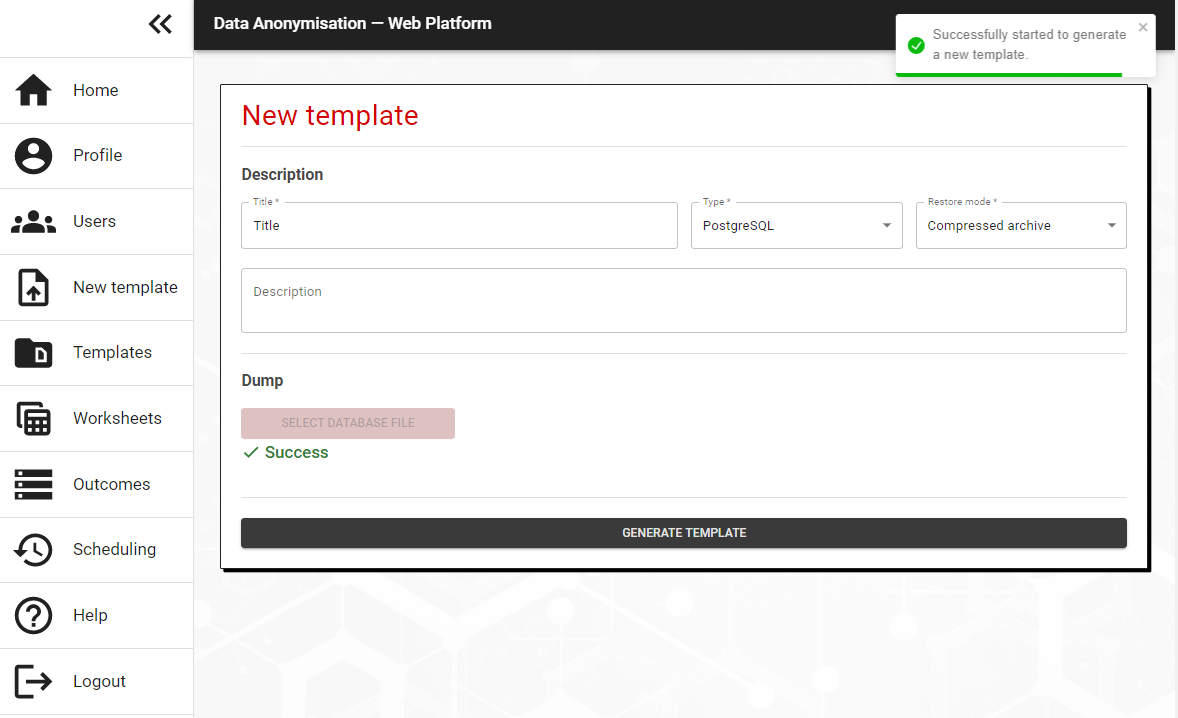 Data Anonymisation — Web Platform
Successfully started to generate
a new template.
Home
Profile
Users
New template
Templates
Worksheets
Outcomes
Scheduling
Help
Logout
New template
Description
Title *
Title
Type *
PostgreSQL
Restore mode *
Compressed archive
Description
Dump
SELECT DATABASE FILE
Success
GENERATE TEMPLATE